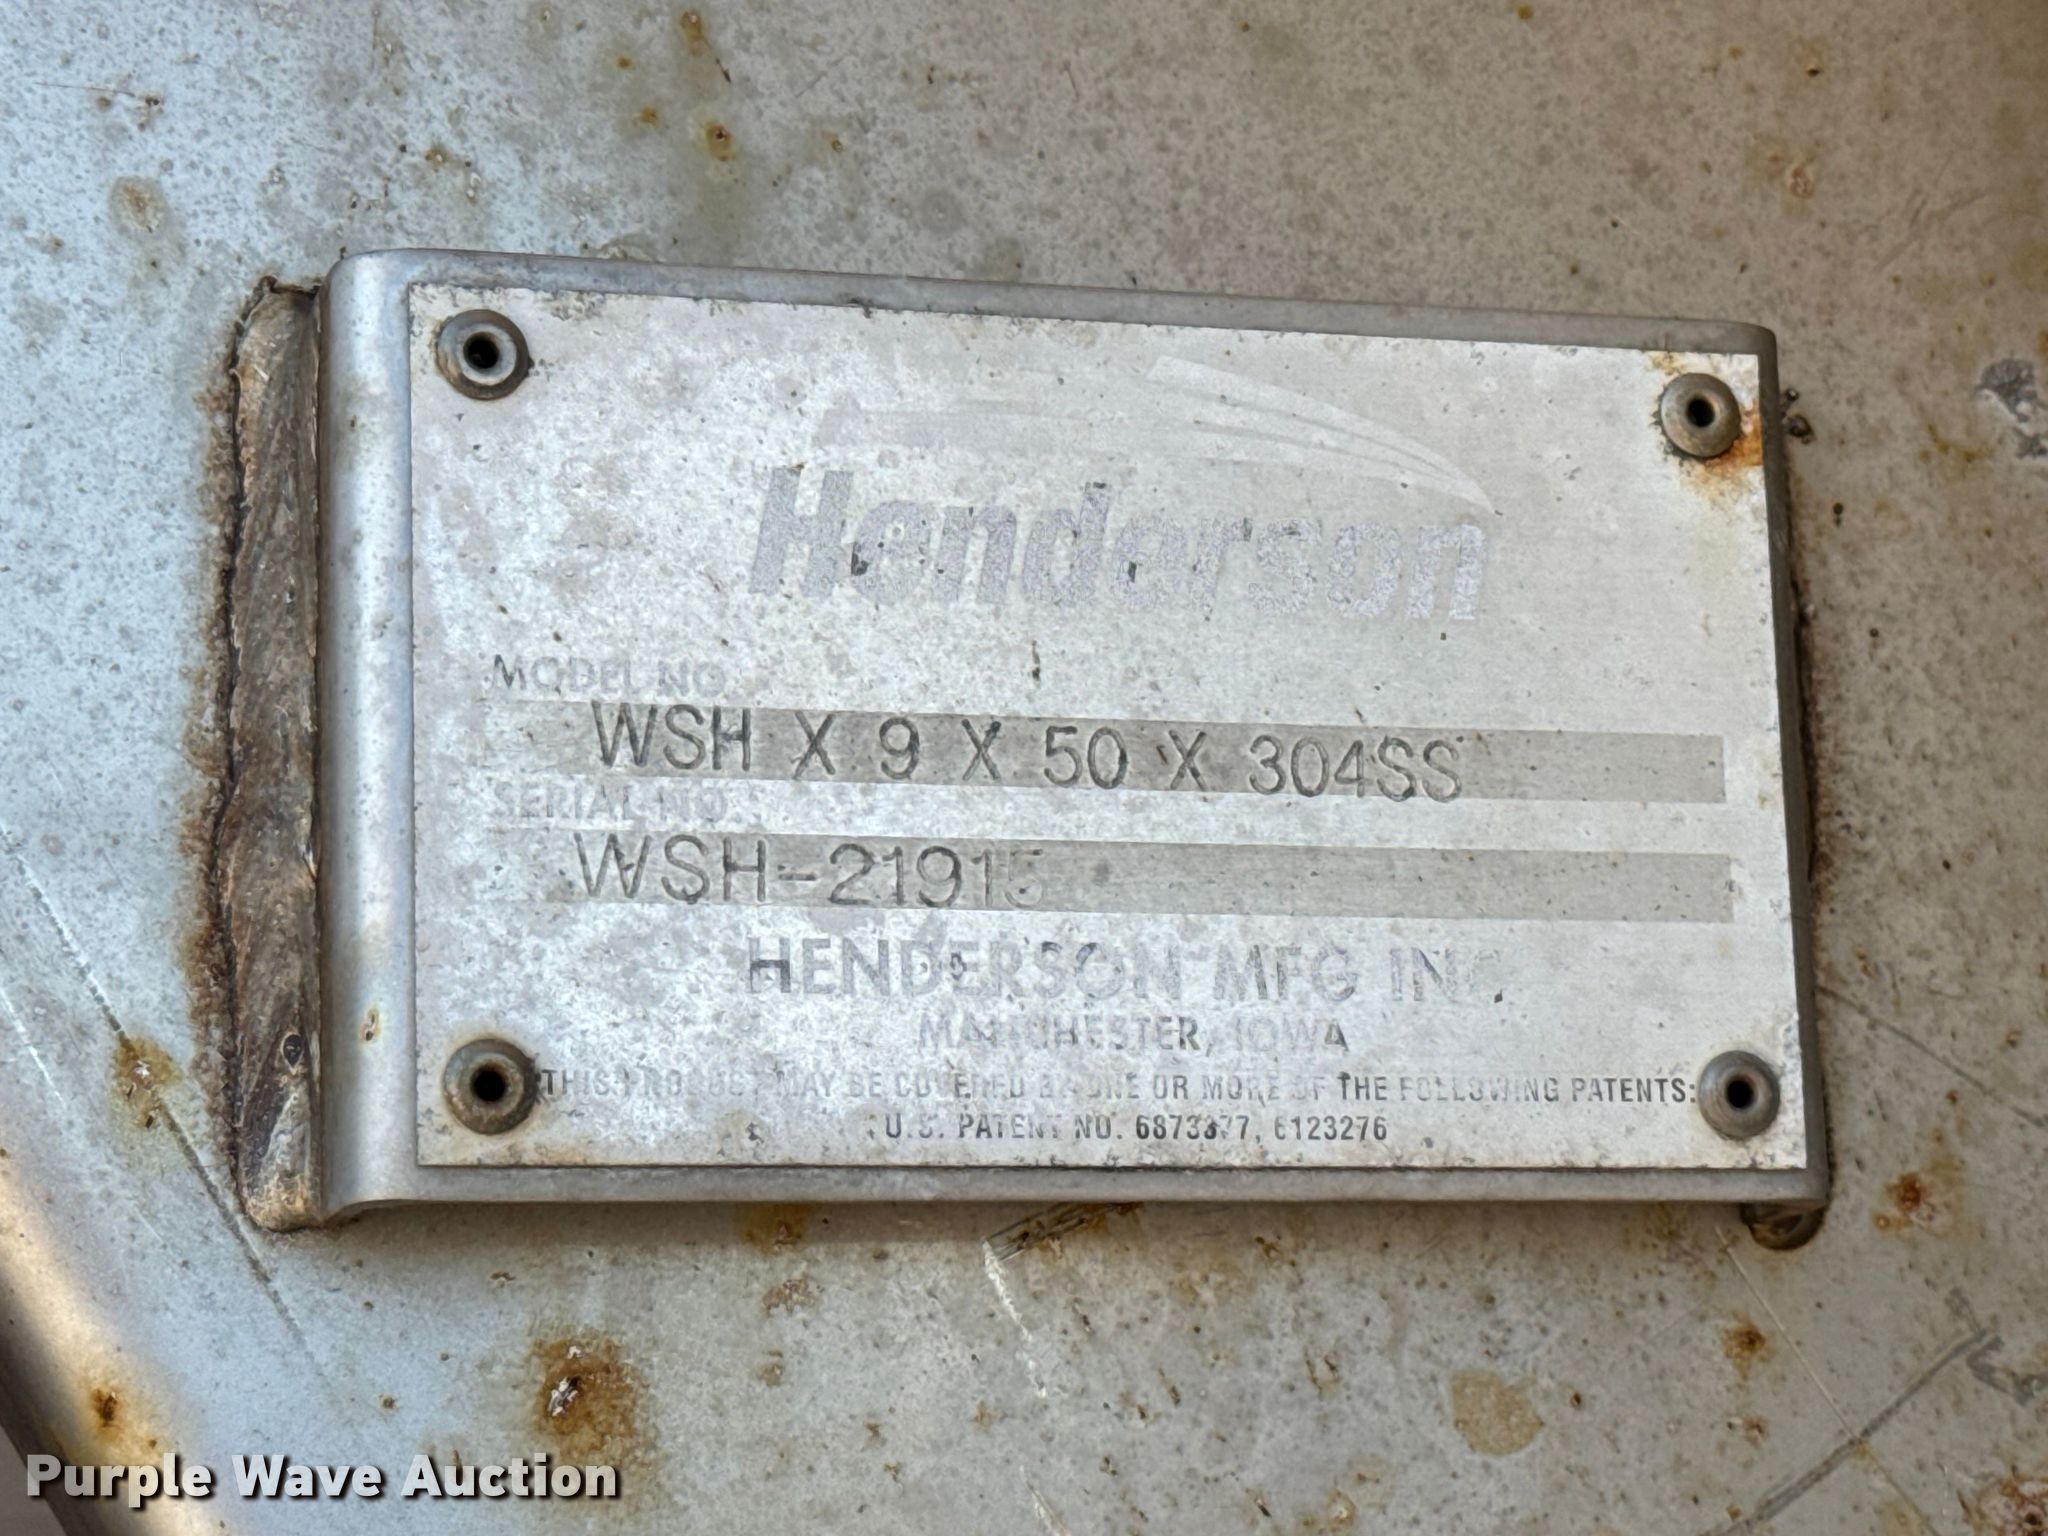 Henderson
MODEL NO.
WSH X 9 X 50 X 304SS
SERIAL NO.
WSH-21915
HENDERSON MFG INC.
MANCHESTER, IOWA
THIS PRODUCT MAY BE COVERED BY ONE OR MORE OF THE FOLLOWING PATENTS:
U.S. PATENT NO. 6873377, 6123276
Purple Wave Auction